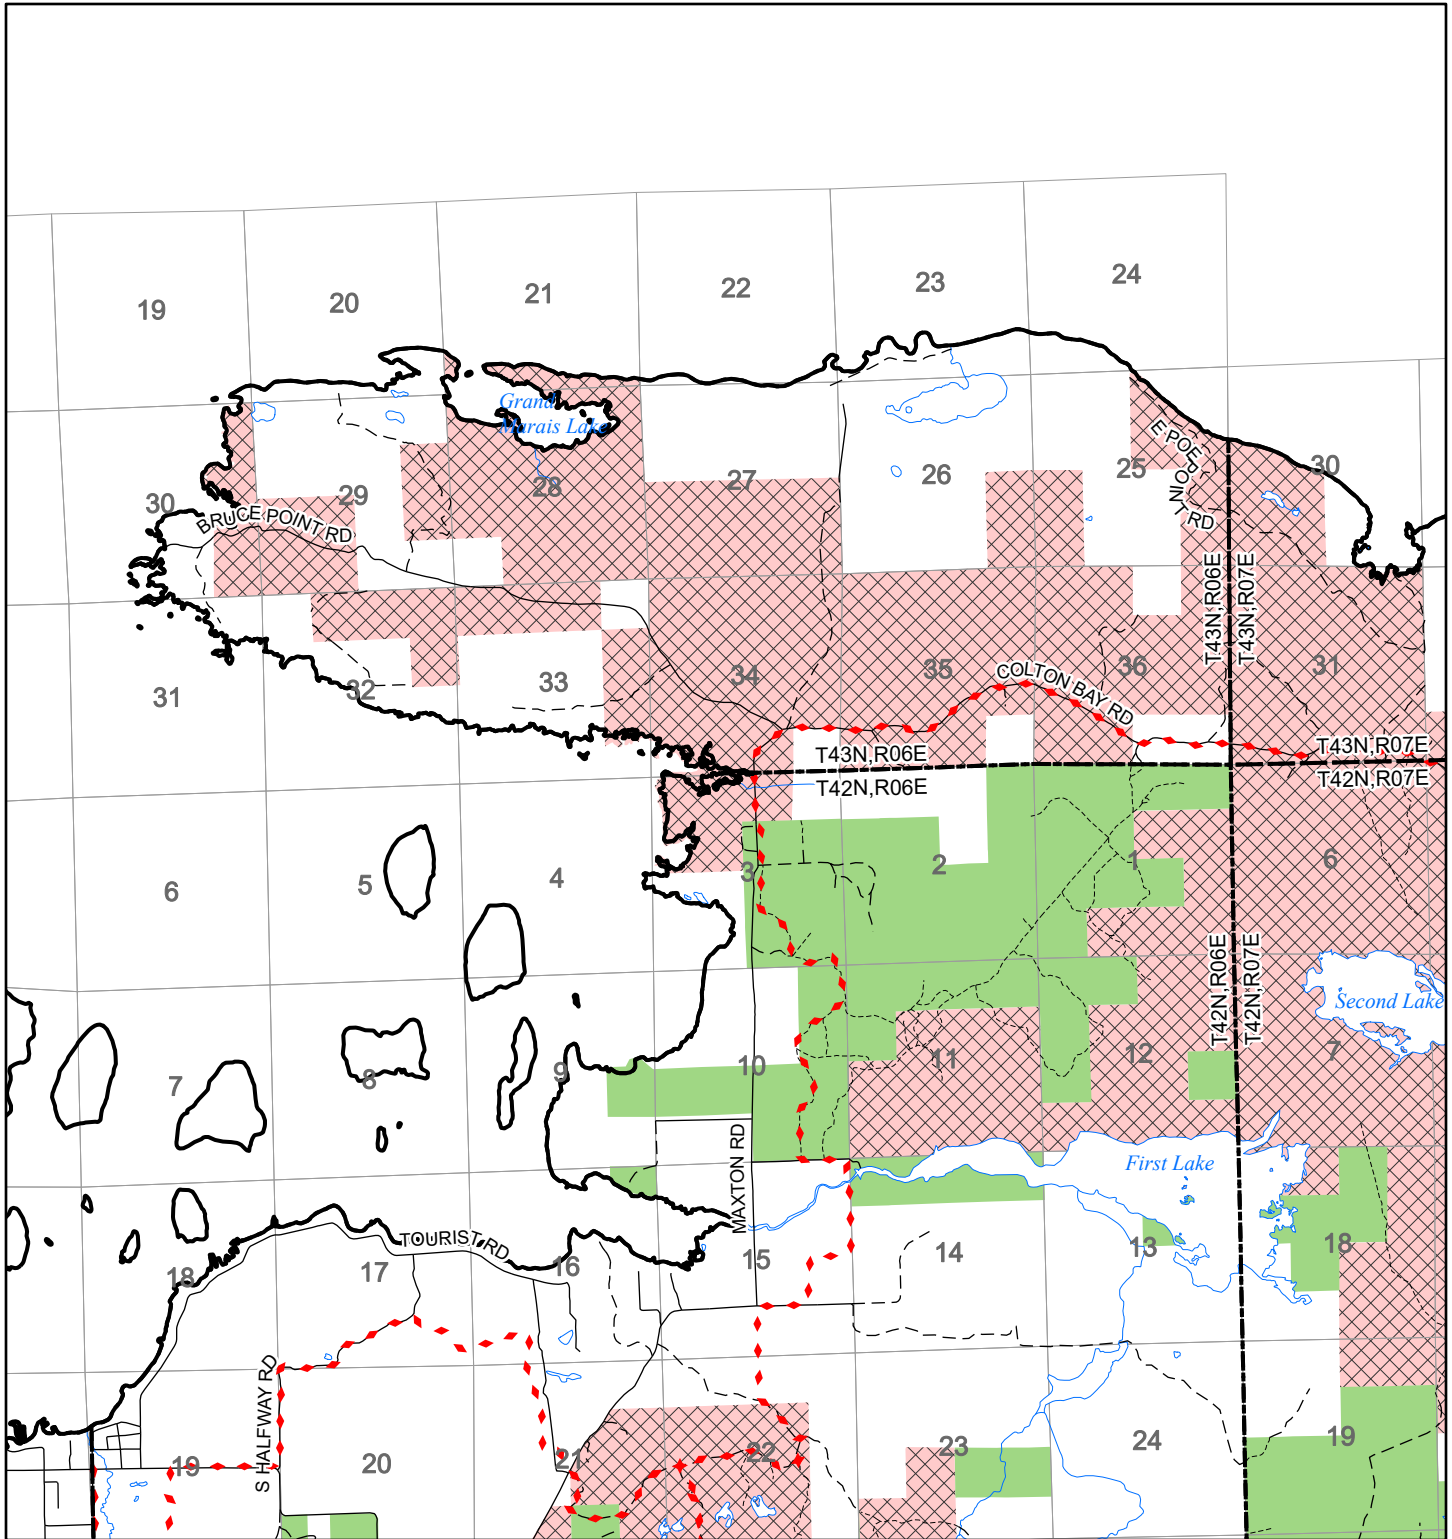 19
20
21
22
23
24
Grand
Marais Lake
30
29
28
27
26
25
30
E POE POINT RD
BRUCE POINT RD
T43N,R06E
T43N,R07E
31
32
33
34
35
36
31
COLTON BAY RD
T43N,R06E
T42N,R06E
T43N,R07E
T42N,R07E
6
5
4
3
2
1
6
T42N,R06E
T42N,R07E
Second Lake
7
8
9
10
11
12
7
MAXTON RD
First Lake
18
17
TOURIST RD
16
15
14
13
18
S HALFWAY RD
19
20
21
22
23
24
19